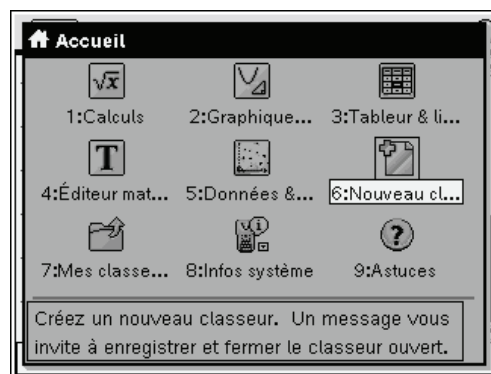 Accueil
1:Calculs 2:Graphique... 3:Tableur & li...
4:Éditeur mat... 5:Données &... 6:Nouveau cl...
7:Mes classe... 8:Infos système 9:Astuces
Créez un nouveau classeur. Un message vous
invite à enregistrer et fermer le classeur ouvert.